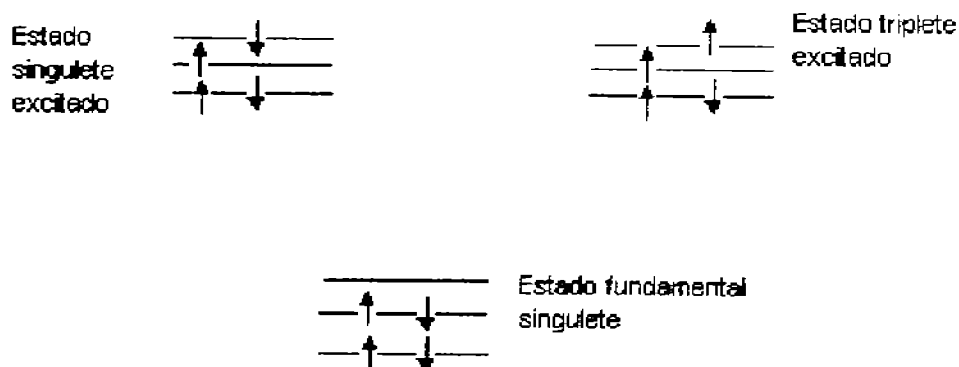 Estado
singulete
excitado
Estado triplete
excitado
Estado fundamental
singulete